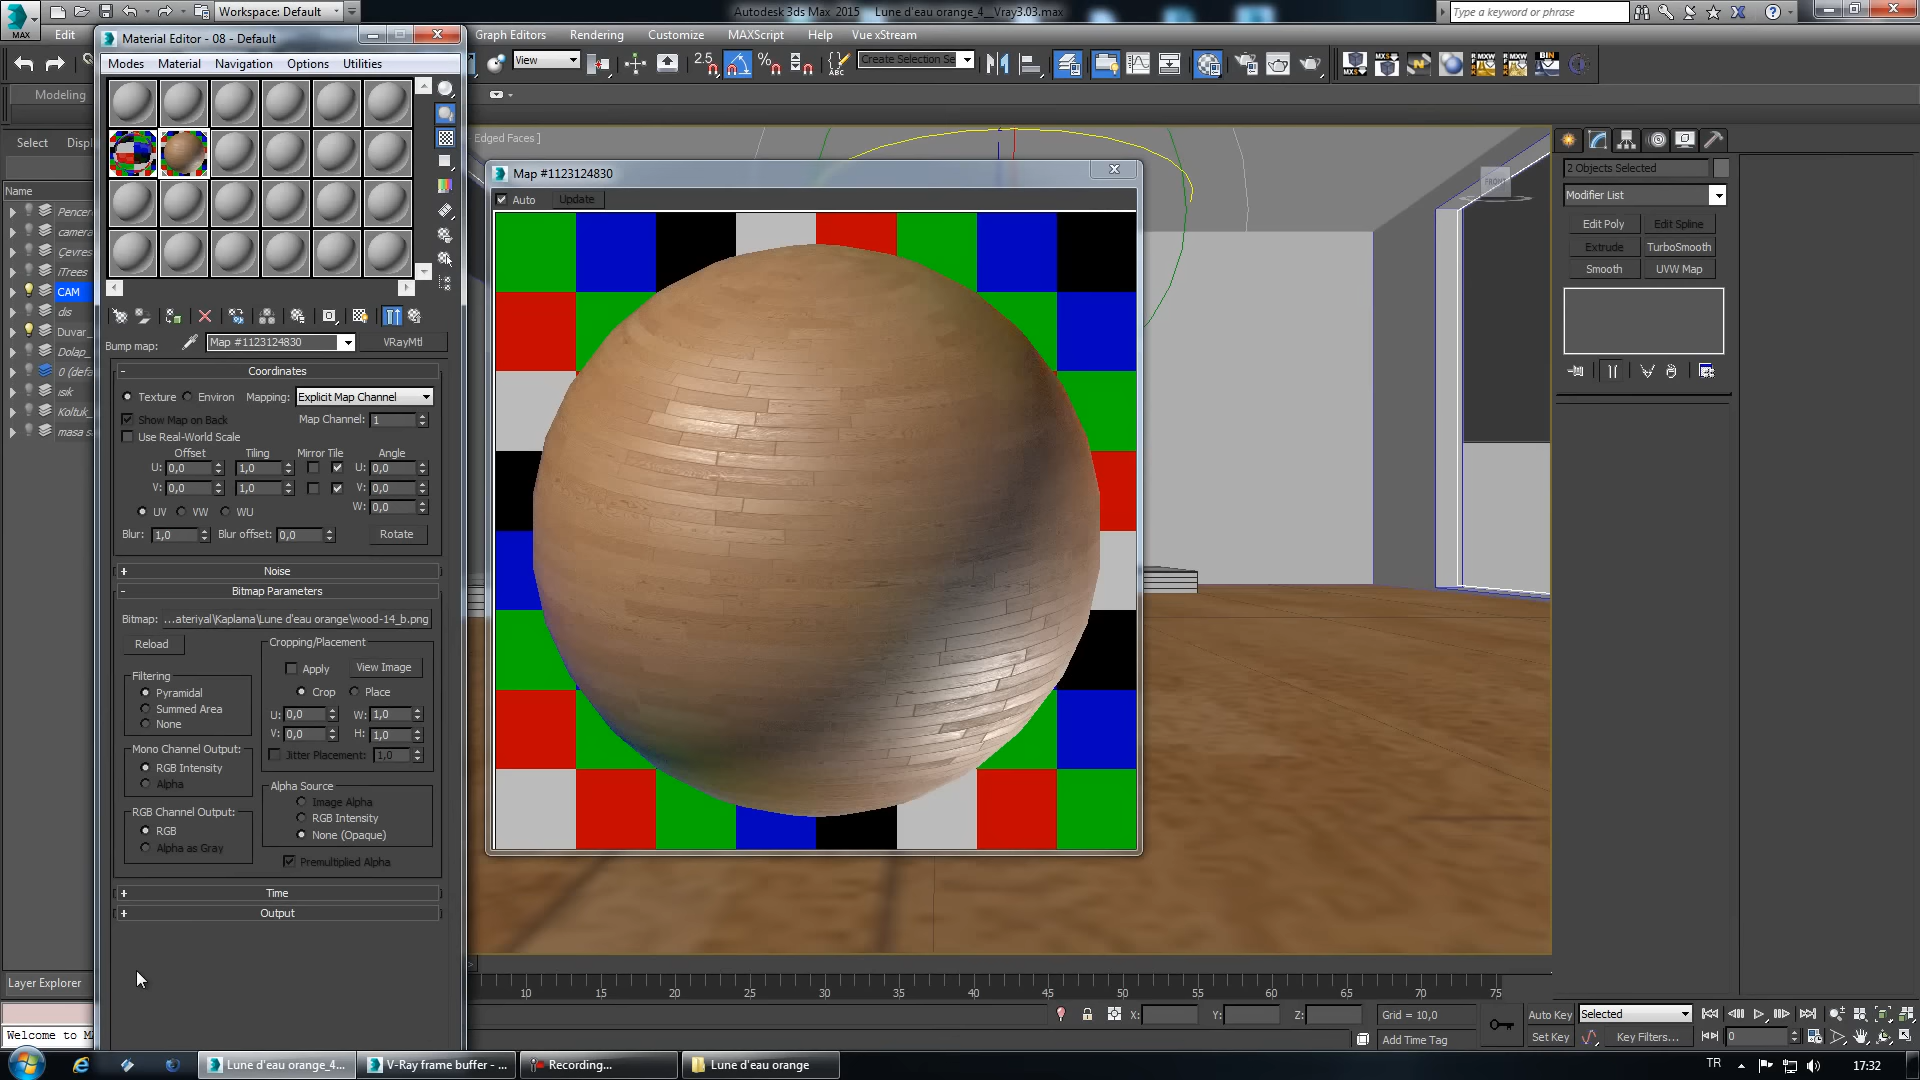 Workspace: Default
Autodesk 3ds Max 2015    Lune d'eau orange_4__Vray3.03.max
Type a keyword or phrase
MAX
Edit
Graph Editors
Rendering
Customize
MAXScript
Help
Vue xStream
Material Editor - 08 - Default
Modes
Material
Navigation
Options
Utilities
View
2.5
Create Selection Se
Modeling
Select
Displ
Name
Pencere
camera
Çevres
iTrees
CAM
dis
Duvar_
Dolap_
0 (defa
isik
Koltuk_
masa s
Edged Faces ]
FRONT
Map #1123124830
Auto
Update
2 Objects Selected
Modifier List
Edit Poly
Edit Spline
Extrude
TurboSmooth
Smooth
UVW Map
Bump map:
Map #1123124830
VRayMtl
Coordinates
Texture
Environ
Mapping:
Explicit Map Channel
Show Map on Back
Map Channel:
1
Use Real-World Scale
Offset
Tiling
Mirror Tile
Angle
U: 0,0
1,0
U: 0,0
V: 0,0
1,0
V: 0,0
W: 0,0
UV
VW
WU
Blur: 1,0
Blur offset: 0,0
Rotate
Noise
Bitmap Parameters
Bitmap:
...ateriyal\Kaplama\Lune d'eau orange\wood-14_b.png
Reload
Cropping/Placement
Apply
View Image
Crop
Place
U: 0,0
W: 1,0
V: 0,0
H: 1,0
Jitter Placement:
1,0
Filtering
Pyramidal
Summed Area
None
Mono Channel Output:
RGB Intensity
Alpha
RGB Channel Output:
RGB
Alpha as Gray
Alpha Source
Image Alpha
RGB Intensity
None (Opaque)
Premultiplied Alpha
Time
Output
Layer Explorer
Welcome to M
10
15
20
25
30
35
40
45
50
55
60
65
70
75
X:
Y:
Z:
Grid = 10,0
Add Time Tag
Auto Key
Selected
Set Key
Key Filters...
0
Lune d'eau orange_4...
V-Ray frame buffer - ...
Recording...
Lune d'eau orange
TR
17:32